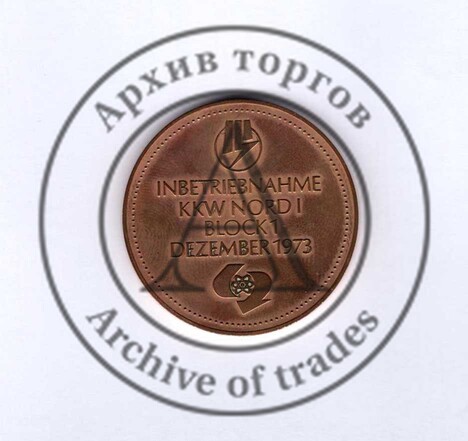 Архив торгов
INBETRIEBNAHME
KKW NORD I
BLOCK 1
DEZEMBER 1973
Archive of trades